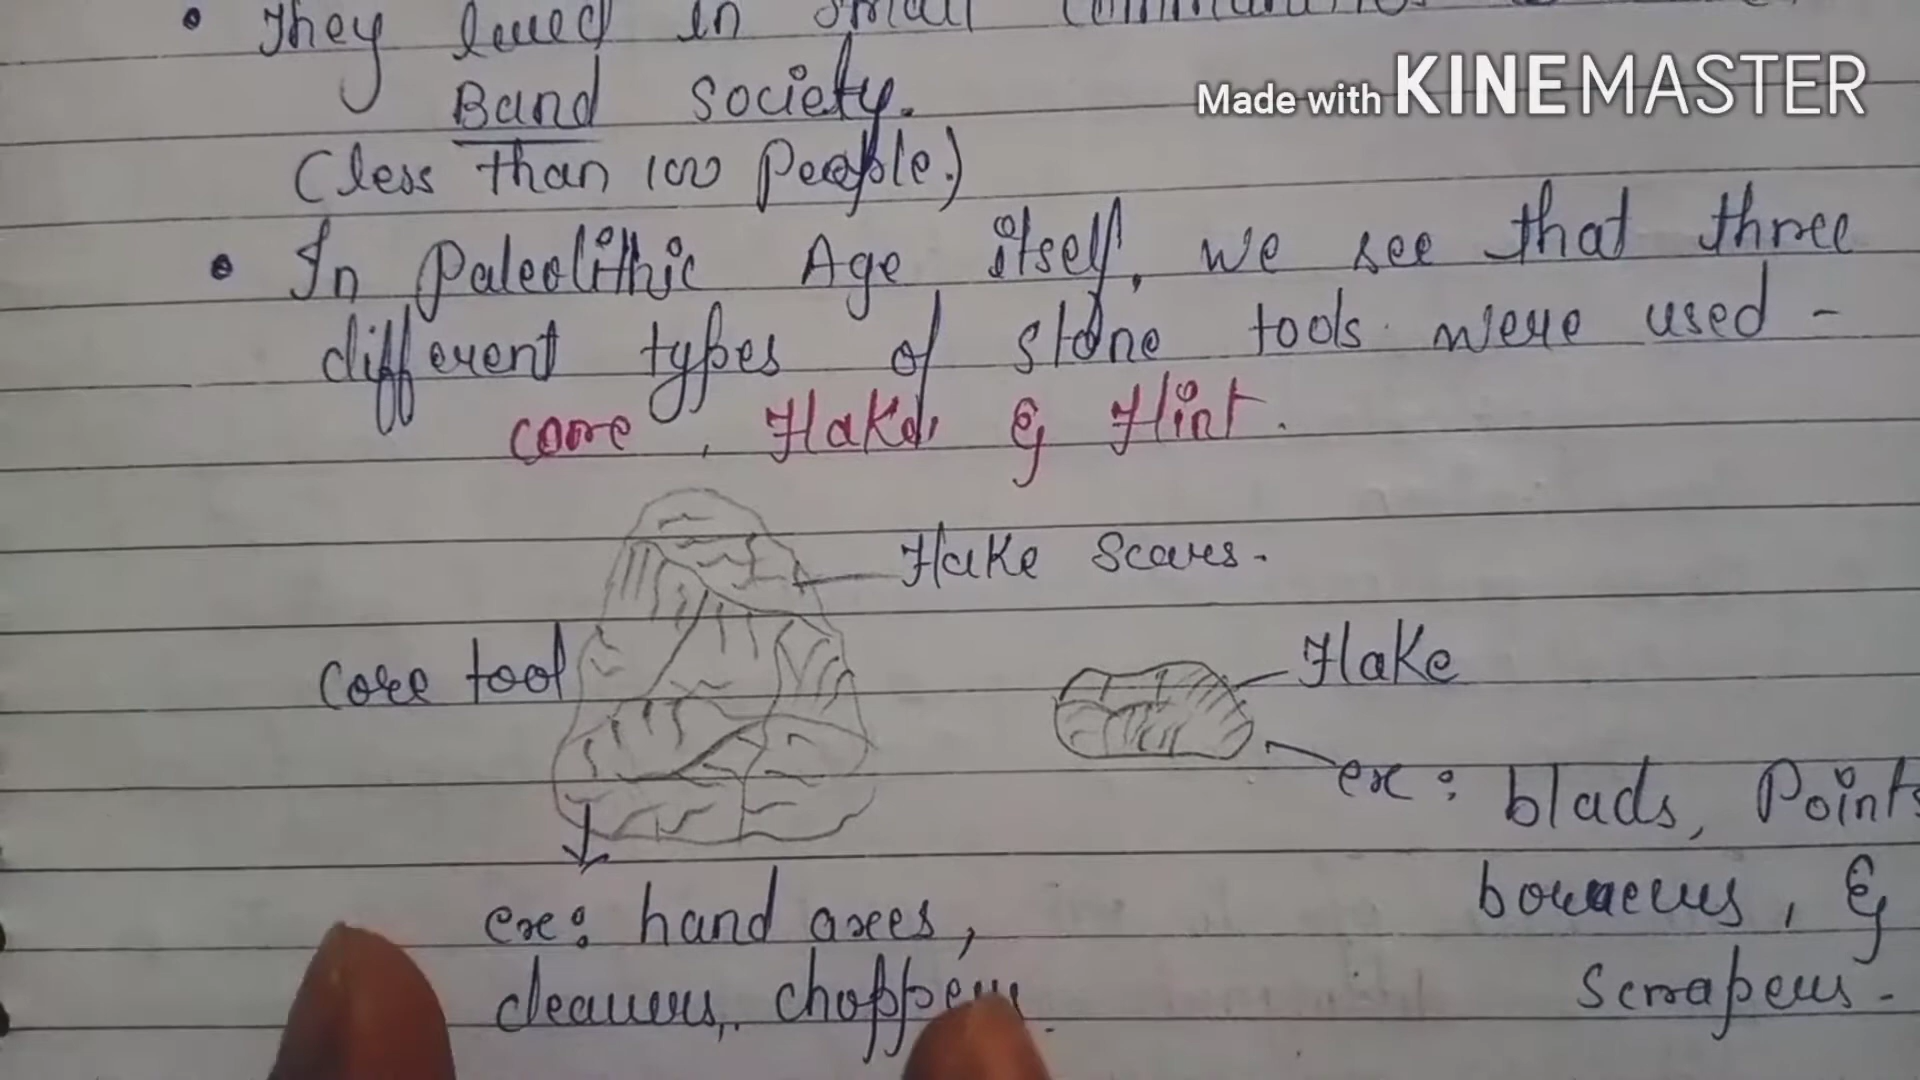 • They lived in small
Made with KINEMASTER
Band society.
(less than 100 People.)
• In Paleolithic Age itself, we see that three
different types of stone tools were used -
core, Flake, & Flint.
Flake Scars.
Flake
Core tool
ex: blads, Points
boraers, &
scrapers.
ex: hand axes,
cleavers, choppers.